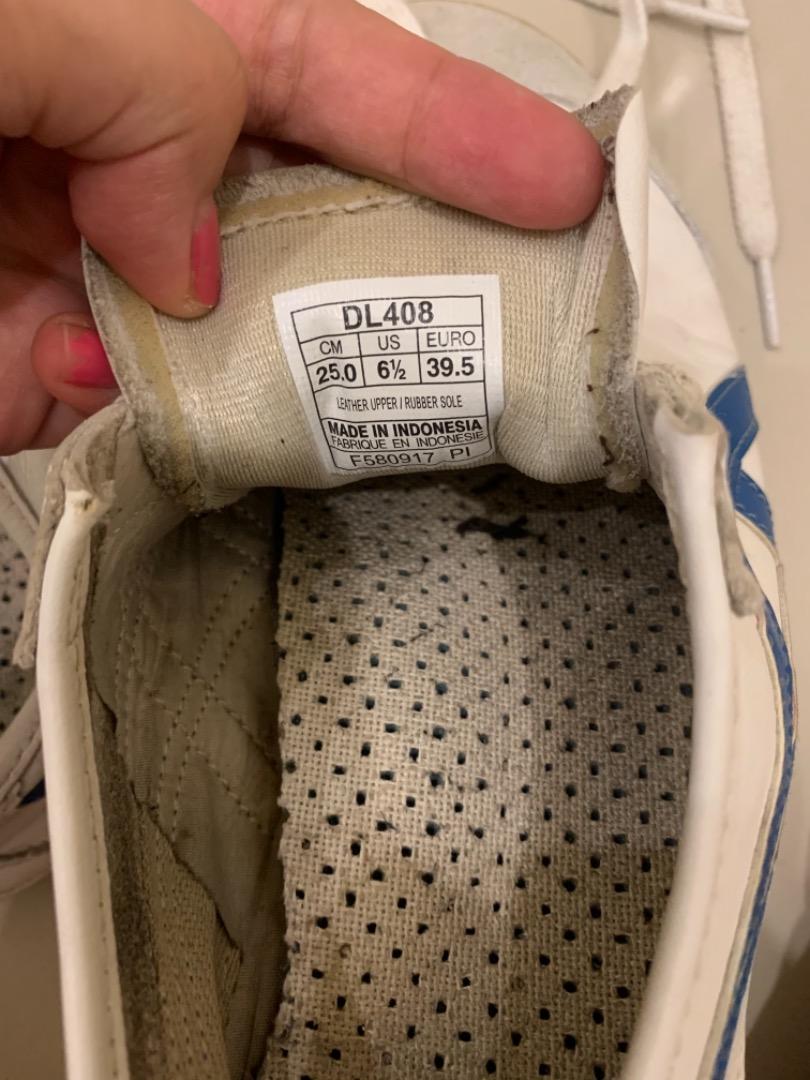 DL408
CM US EURO
25.0 6½ 39.5
LEATHER UPPER / RUBBER SOLE
MADE IN INDONESIA
FABRIQUE EN INDONESIE
F580917 PI